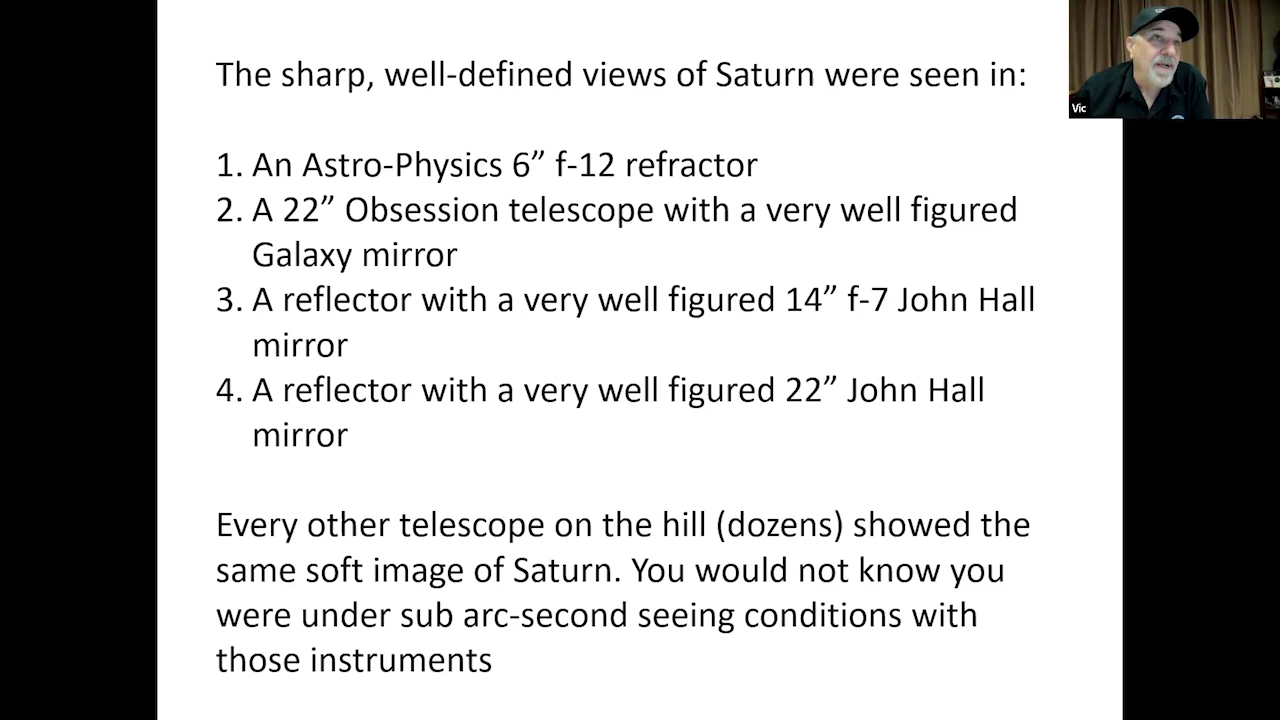 The sharp, well-defined views of Saturn were seen in:
1. An Astro-Physics 6” f-12 refractor
2. A 22” Obsession telescope with a very well figured
Galaxy mirror
3. A reflector with a very well figured 14” f-7 John Hall
mirror
4. A reflector with a very well figured 22” John Hall
mirror
Every other telescope on the hill (dozens) showed the
same soft image of Saturn. You would not know you
were under sub arc-second seeing conditions with
those instruments
Vic